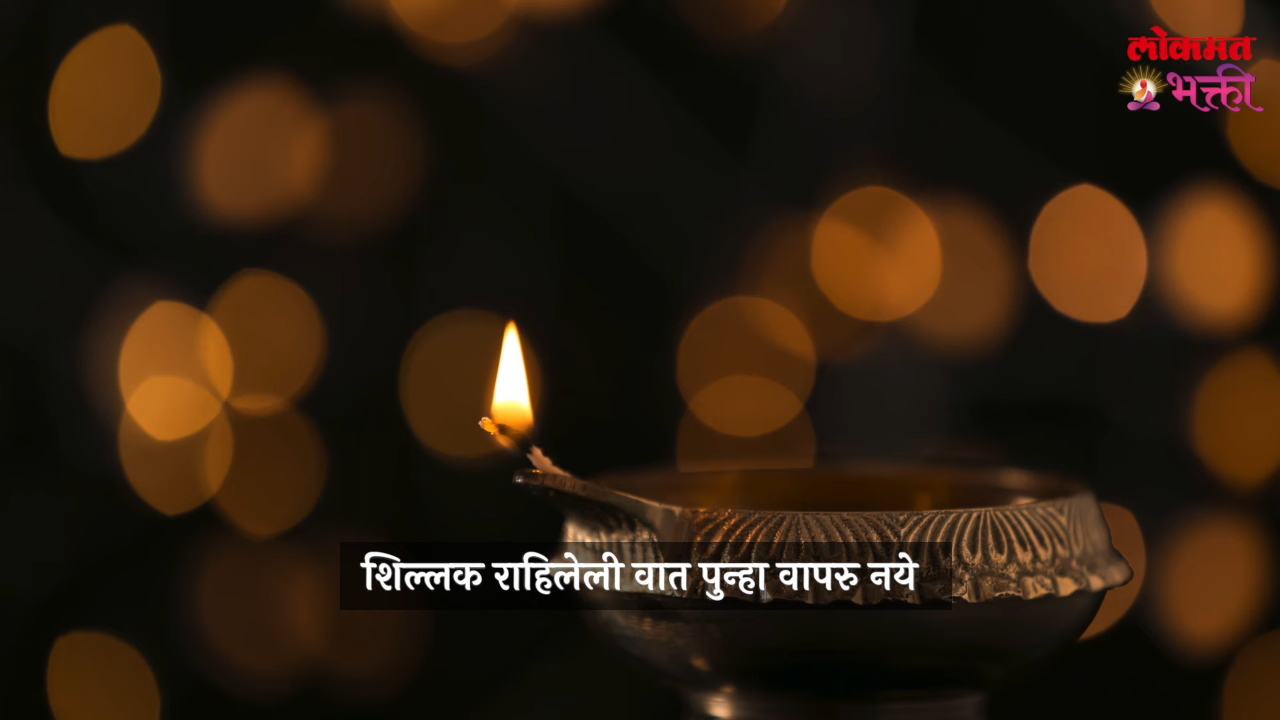 लोकमत
भक्ती
शिल्लक राहिलेली वात पुन्हा वापरु नये